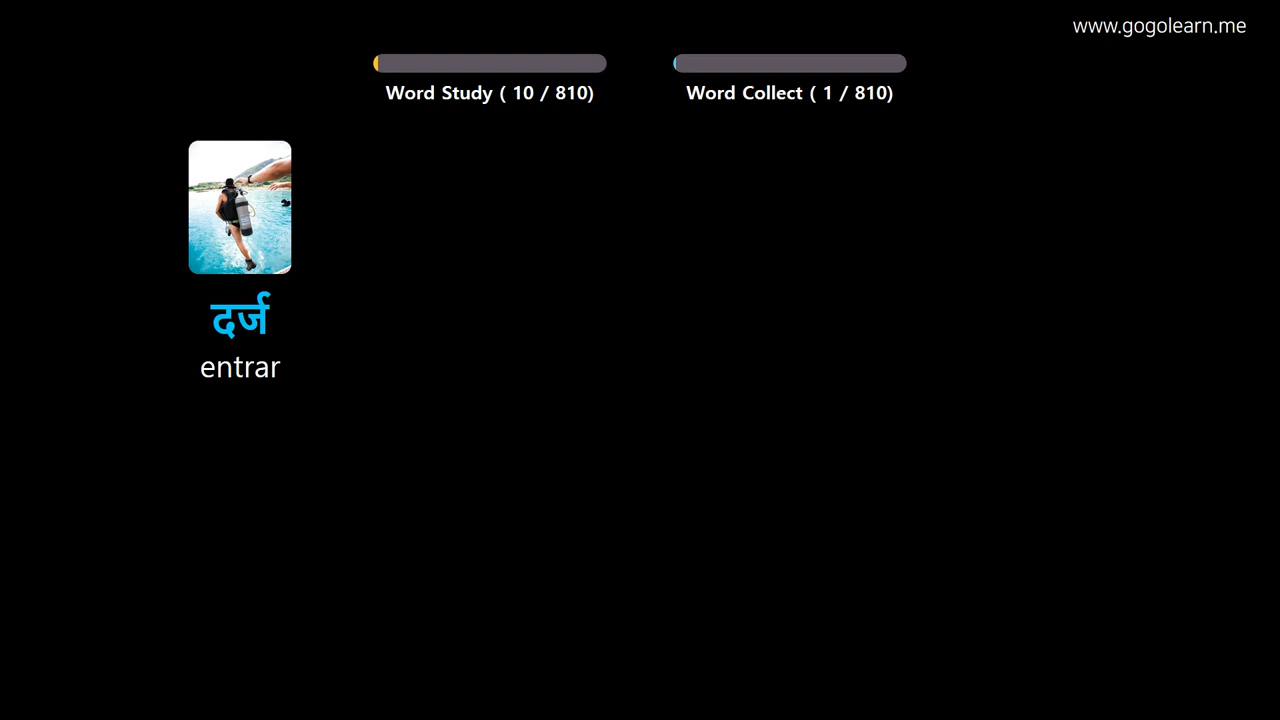 www.gogolearn.me
Word Study ( 10 / 810)
Word Collect ( 1 / 810)
दर्ज
entrar